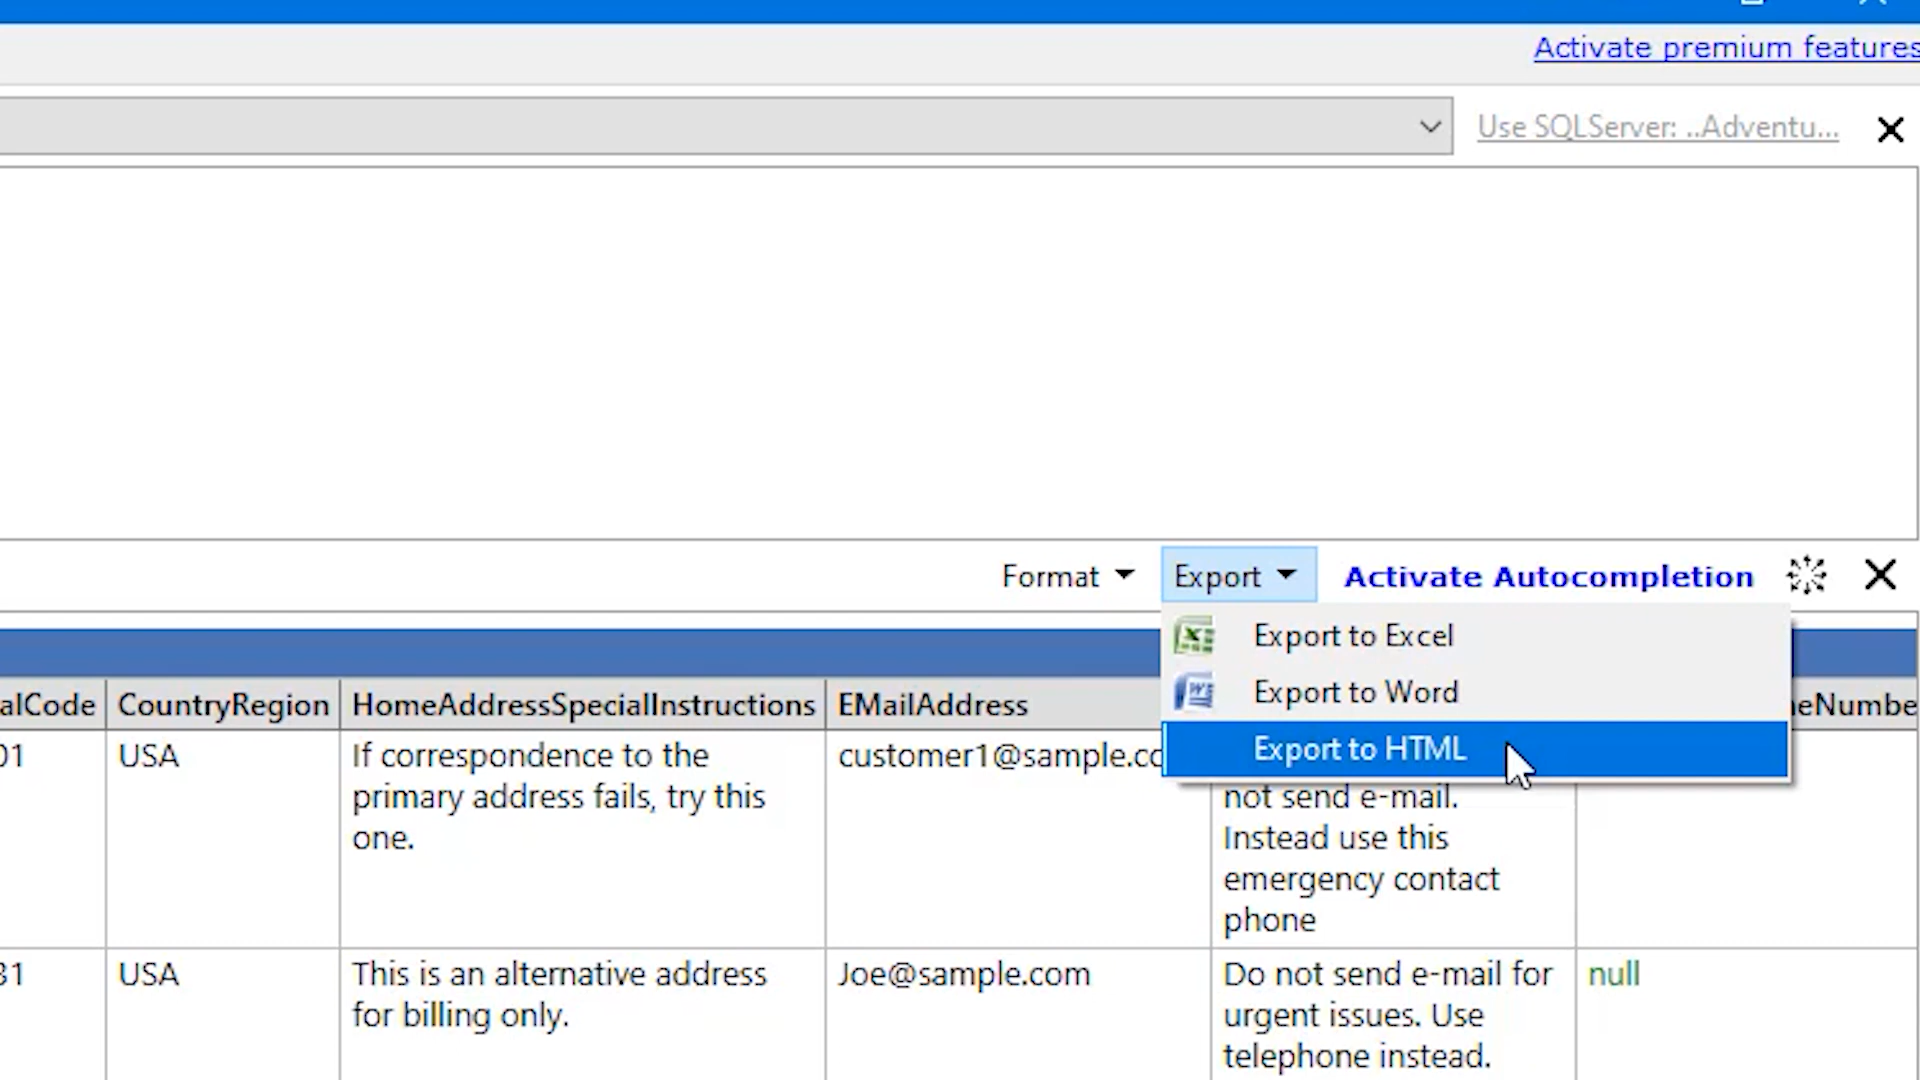 Activate premium features
Use SQLServer: ..Adventu...
Format
Export
Activate Autocompletion
Export to Excel
Export to Word
Export to HTML
alCode
CountryRegion
HomeAddressSpecialInstructions
EMailAddress
eNumbe
01
USA
If correspondence to the
primary address fails, try this
one.
customer1@sample.co
not send e-mail.
Instead use this
emergency contact
phone
31
USA
This is an alternative address
for billing only.
Joe@sample.com
Do not send e-mail for
urgent issues. Use
telephone instead.
null